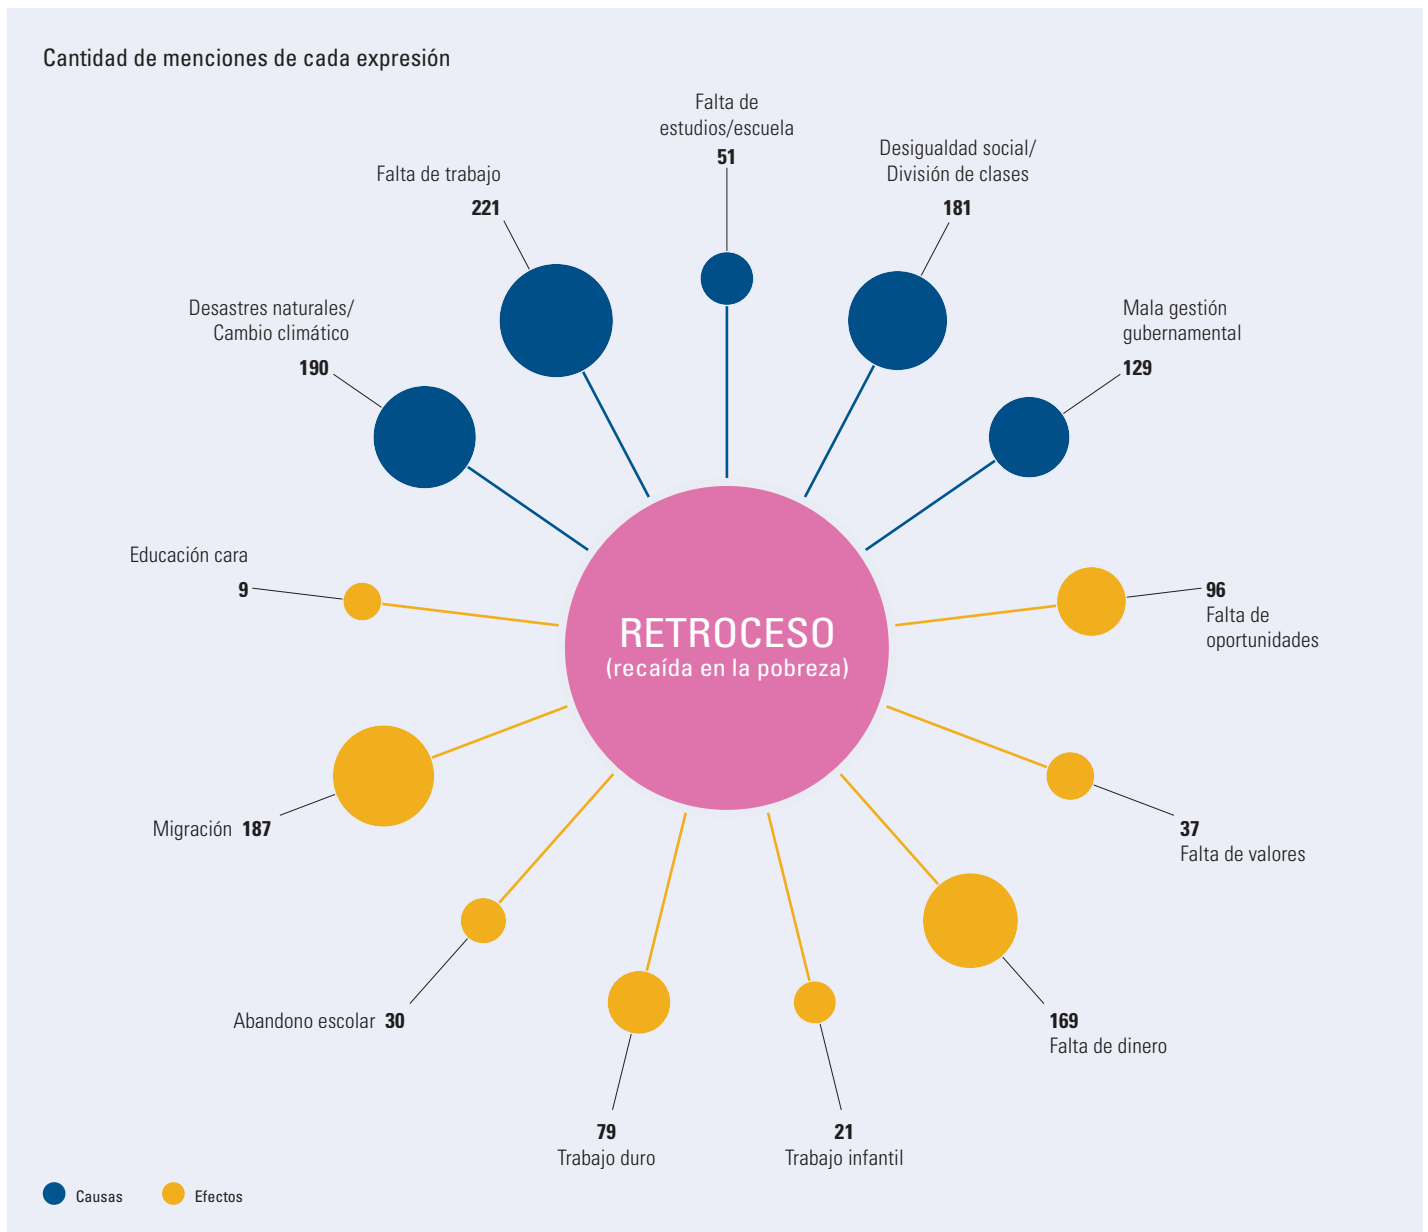 Cantidad de menciones de cada expresión
Falta de
estudios/escuela
51
Desigualdad social/
División de clases
181
Falta de trabajo
221
Desastres naturales/
Cambio climático
190
Mala gestión
gubernamental
129
Educación cara
9
96
Falta de
oportunidades
RETROCESO
(recaída en la pobreza)
Migración 187
37
Falta de valores
Abandono escolar 30
169
Falta de dinero
79
Trabajo duro
21
Trabajo infantil
Causas
Efectos